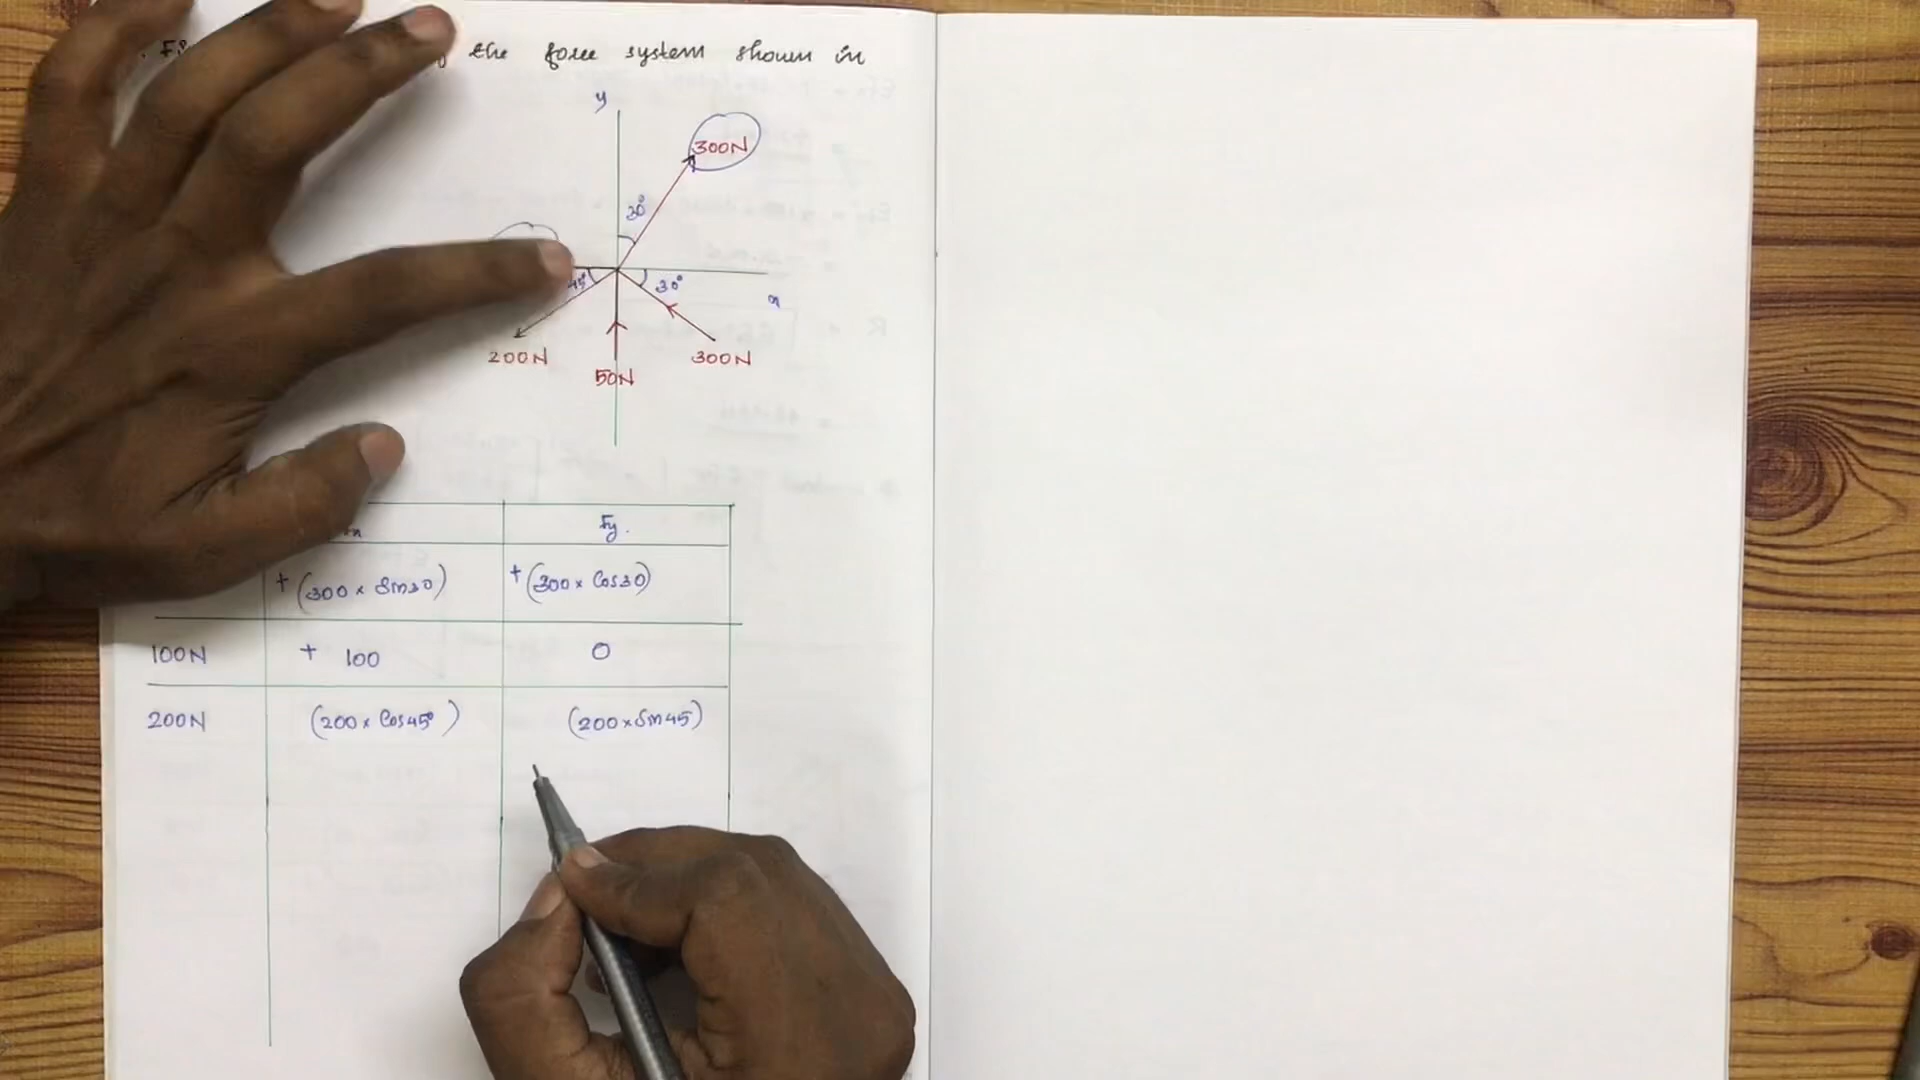 the force system shown in
y
300N
30°
45°
30°
x
200N
300N
50N
Fy.
+ (300 × Sin30)
+ (300 × Cos30)
100N
+ 100
0
200N
(200 × Cos45°)
(200 × Sin45)